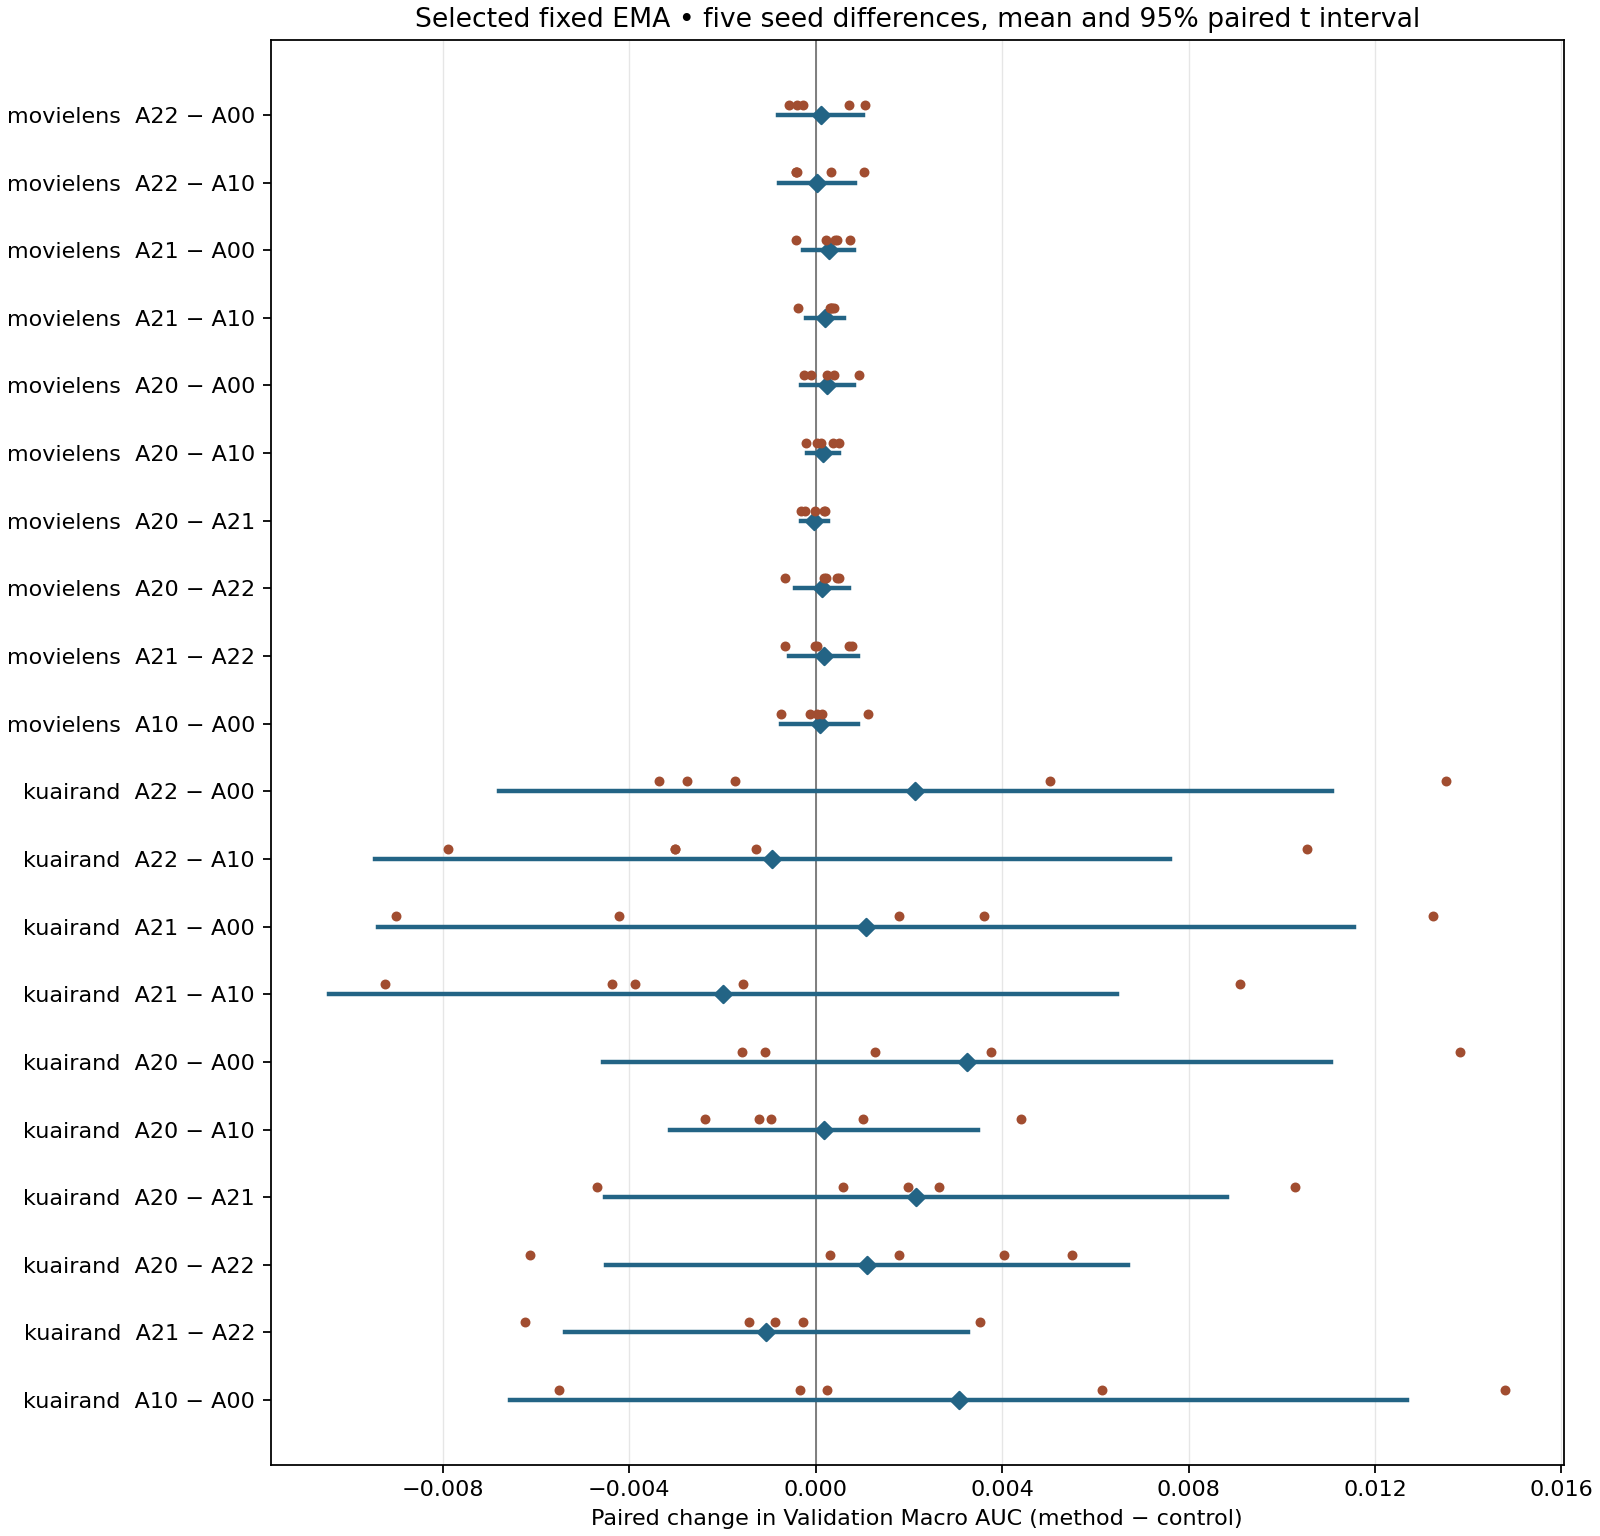 Selected fixed EMA • five seed differences, mean and 95% paired t interval
movielens  A22 − A00
movielens  A22 − A10
movielens  A21 − A00
movielens  A21 − A10
movielens  A20 − A00
movielens  A20 − A10
movielens  A20 − A21
movielens  A20 − A22
movielens  A21 − A22
movielens  A10 − A00
kuairand  A22 − A00
kuairand  A22 − A10
kuairand  A21 − A00
kuairand  A21 − A10
kuairand  A20 − A00
kuairand  A20 − A10
kuairand  A20 − A21
kuairand  A20 − A22
kuairand  A21 − A22
kuairand  A10 − A00
−0.008 −0.004 0.000 0.004 0.008 0.012 0.016
Paired change in Validation Macro AUC (method − control)